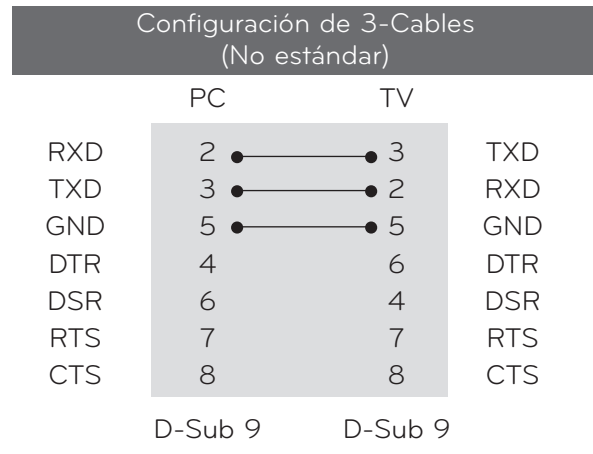 Configuración de 3-Cables
(No estándar)
PC TV
RXD 2 3 TXD
TXD 3 2 RXD
GND 5 5 GND
DTR 4 6 DTR
DSR 6 4 DSR
RTS 7 7 RTS
CTS 8 8 CTS
D-Sub 9 D-Sub 9